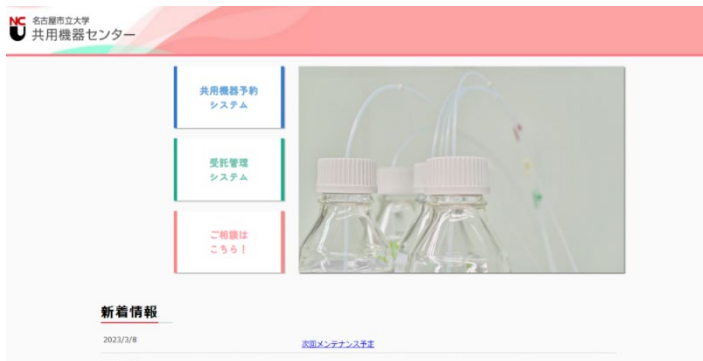 NC
U
名古屋市立大学
共用機器センター
共用機器予約
システム
受託管理
システム
ご相談は
こちら！
新着情報
2023/3/8
次回メンテナンス予定